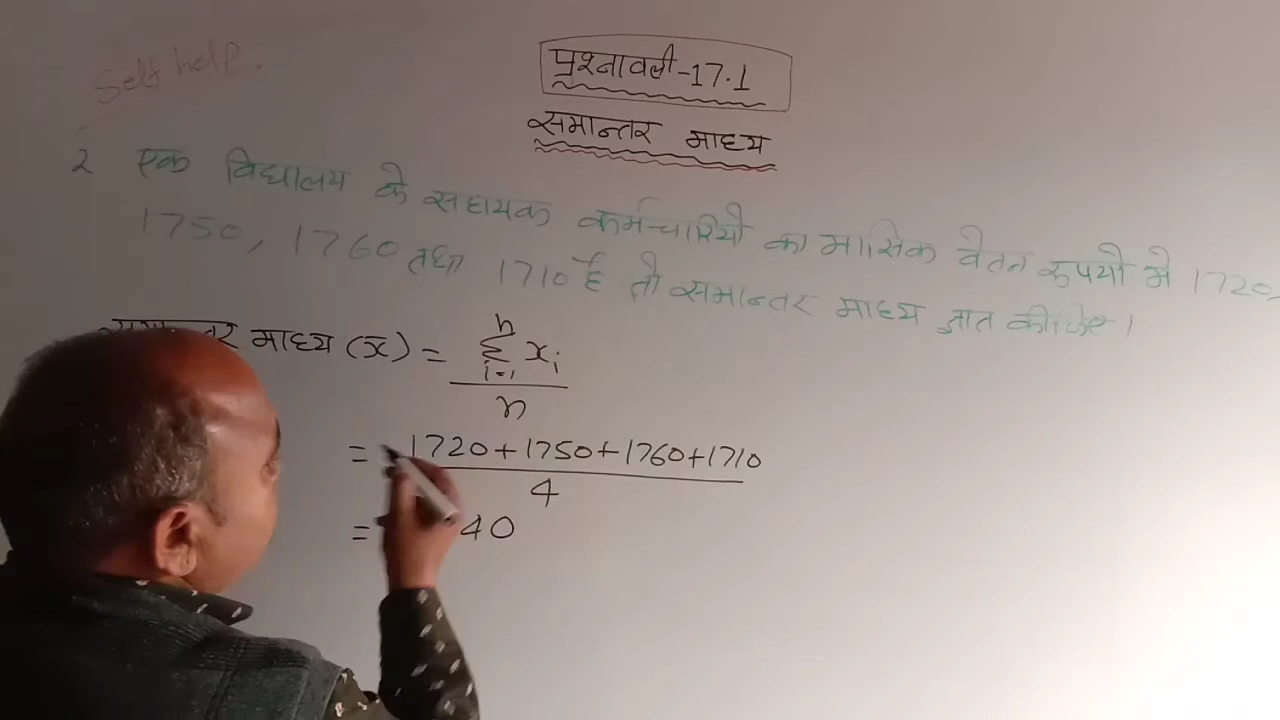 Self help.
प्रश्नावली-17.1
समान्तर माध्य
2 एक विद्यालय के सहायक कर्मचारियों का मासिक वेतन रुपयों में 1720,
1750, 1760 तथा 1710 है तो समान्तर माध्य ज्ञात कीजिए।
माध्य (x̄) = n Σ i=1 xi
n
= 1720+1750+1760+1710
4
= 40